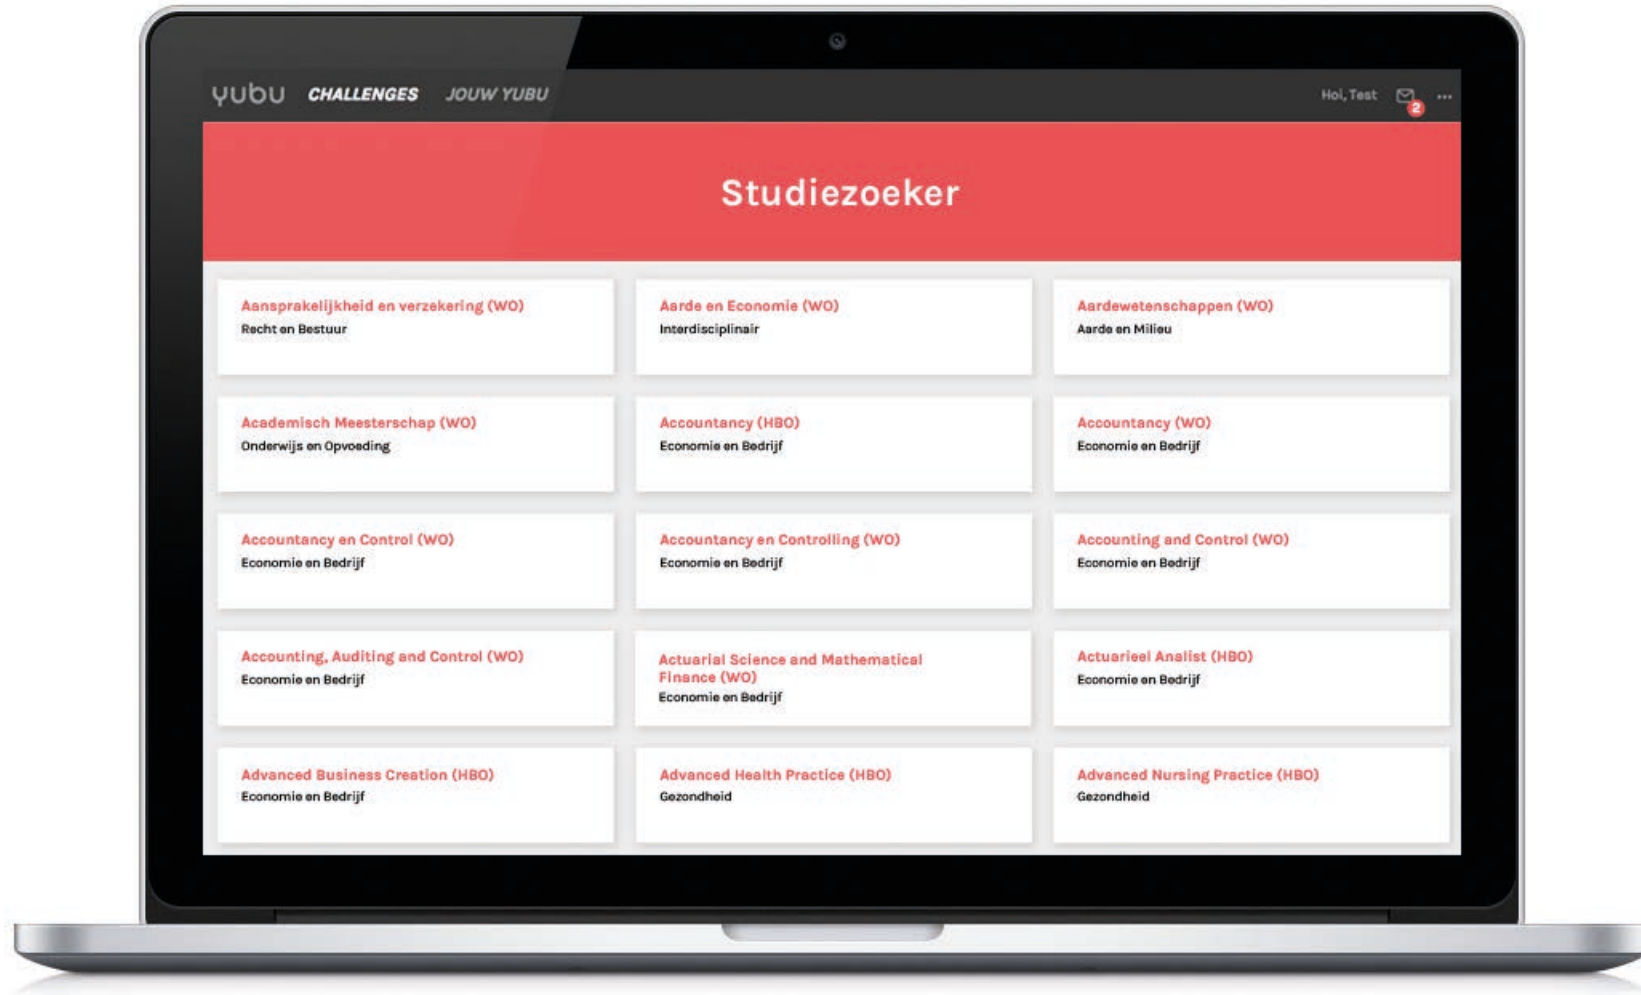 yubu CHALLENGES JOUW YUBU Hoi, Test 2 ...
Studiezoeker
Aansprakelijkheid en verzekering (WO)
Recht en Bestuur
Aarde en Economie (WO)
Interdisciplinair
Aardewetenschappen (WO)
Aarde en Milieu
Academisch Meesterschap (WO)
Onderwijs en Opvoeding
Accountancy (HBO)
Economie en Bedrijf
Accountancy (WO)
Economie en Bedrijf
Accountancy en Control (WO)
Economie en Bedrijf
Accountancy en Controlling (WO)
Economie en Bedrijf
Accounting and Control (WO)
Economie en Bedrijf
Accounting, Auditing and Control (WO)
Economie en Bedrijf
Actuarial Science and Mathematical
Finance (WO)
Economie en Bedrijf
Actuarieel Analist (HBO)
Economie en Bedrijf
Advanced Business Creation (HBO)
Economie en Bedrijf
Advanced Health Practice (HBO)
Gezondheid
Advanced Nursing Practice (HBO)
Gezondheid